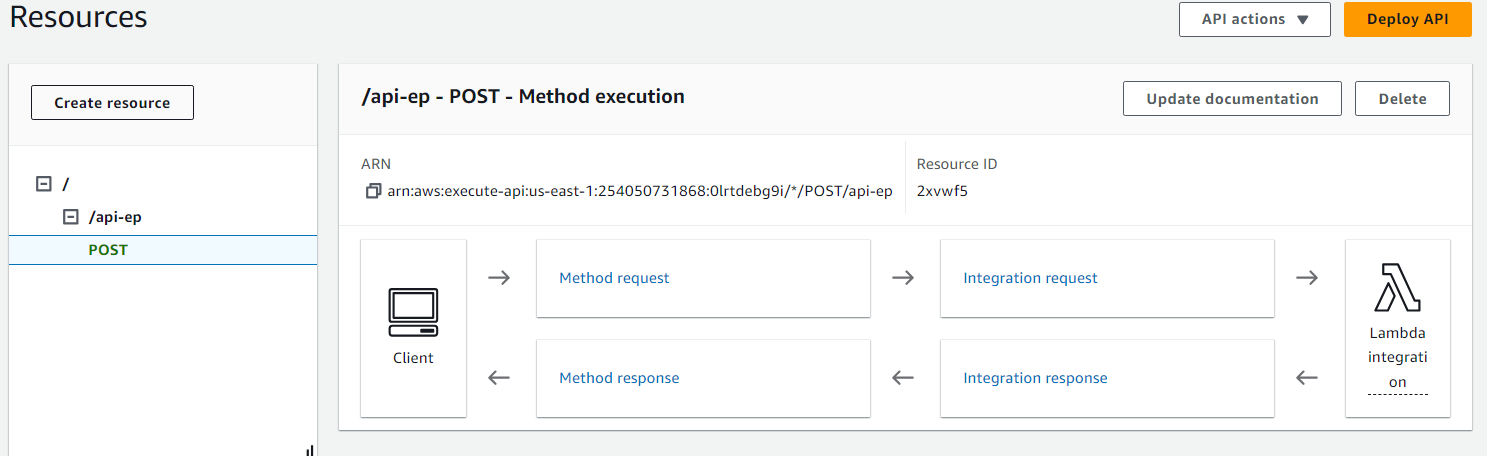 Resources
API actions
Deploy API
Create resource
/api-ep - POST - Method execution
Update documentation
Delete
/
/api-ep
POST
ARN
arn:aws:execute-api:us-east-1:254050731868:0lrtdebg9i/*/POST/api-ep
Resource ID
2xvwf5
Client
Method request
Integration request
Method response
Integration response
Lambda
integrati
on